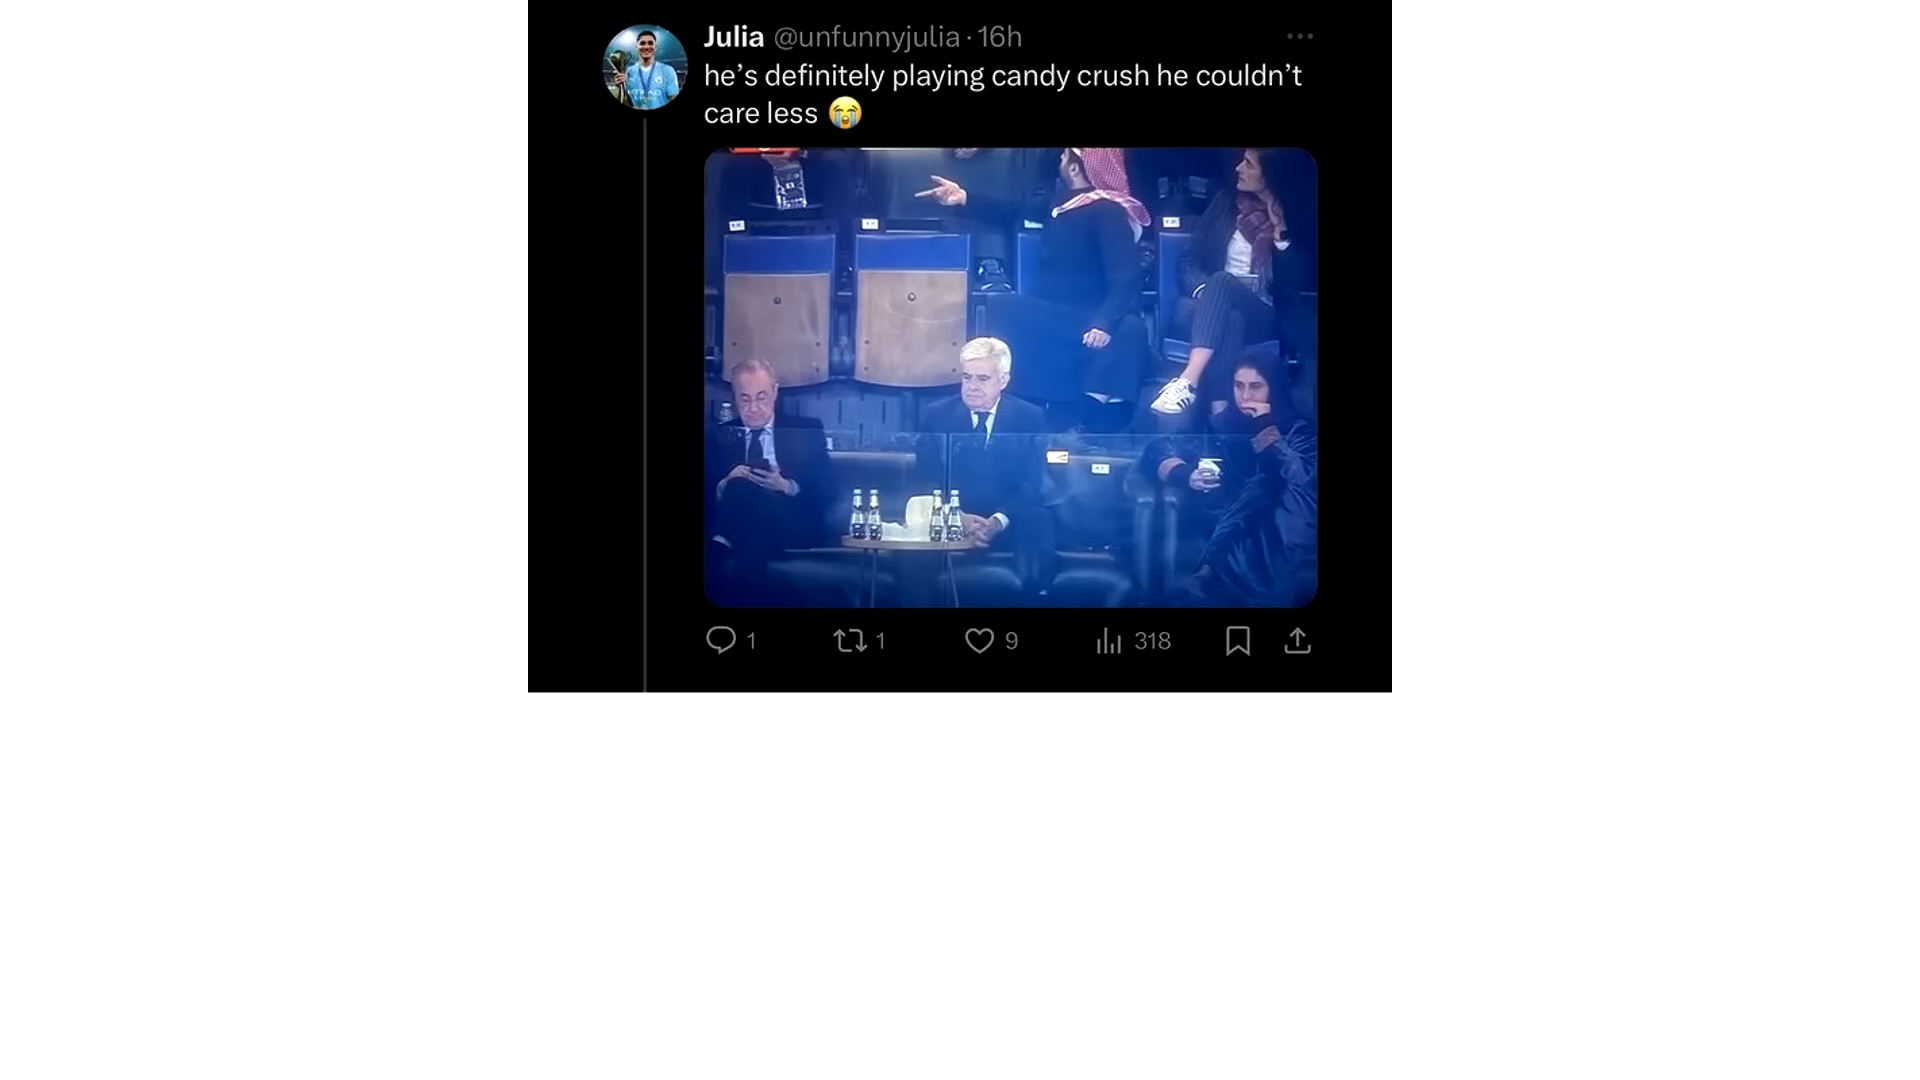 Julia @unfunnyjulia · 16h
he’s definitely playing candy crush he couldn’t
care less 😭
1 1 9 318